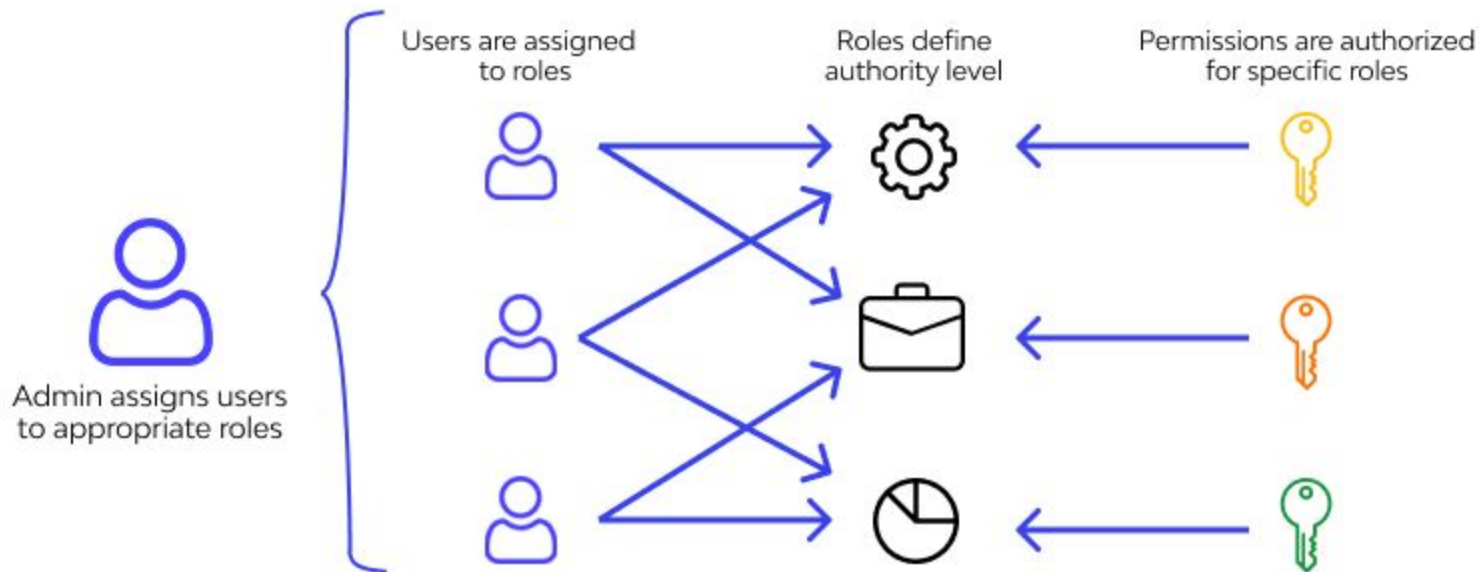 Users are assigned
to roles
Roles define
authority level
Permissions are authorized
for specific roles
Admin assigns users
to appropriate roles